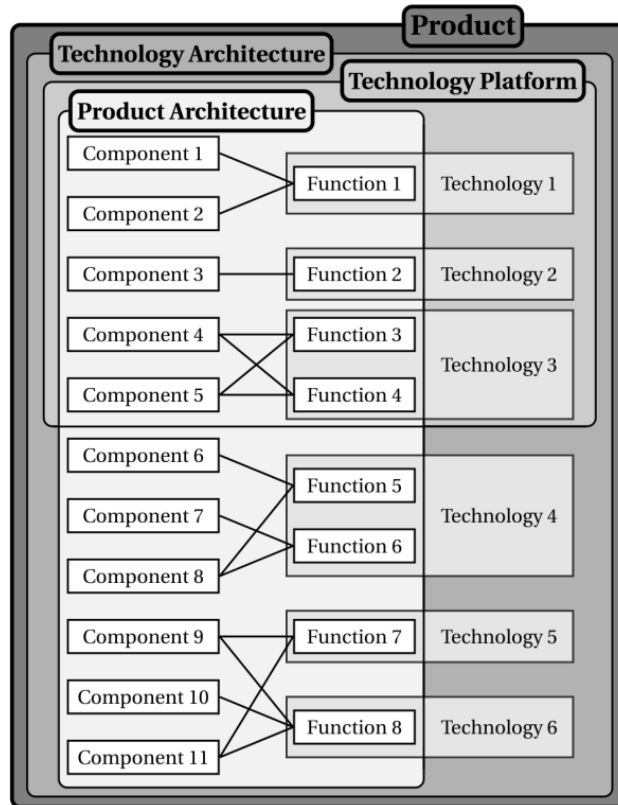 Product
Technology Architecture
Technology Platform
Product Architecture
Component 1
Function 1
Technology 1
Component 2
Component 3
Function 2
Technology 2
Component 4
Function 3
Technology 3
Component 5
Function 4
Component 6
Function 5
Technology 4
Component 7
Function 6
Component 8
Component 9
Function 7
Technology 5
Component 10
Function 8
Technology 6
Component 11